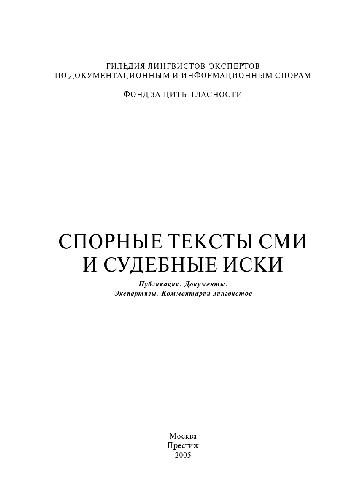 ГИЛЬДИЯ ЛИНГВИСТОВ-ЭКСПЕРТОВ
ПО ДОКУМЕНТАЦИОННЫМ И ИНФОРМАЦИОННЫМ СПОРАМ
ФОНД ЗАЩИТЫ ГЛАСНОСТИ
СПОРНЫЕ ТЕКСТЫ СМИ
И СУДЕБНЫЕ ИСКИ
Публикации. Документы.
Экспертизы. Комментарии лингвистов
Москва
Престиж
2005